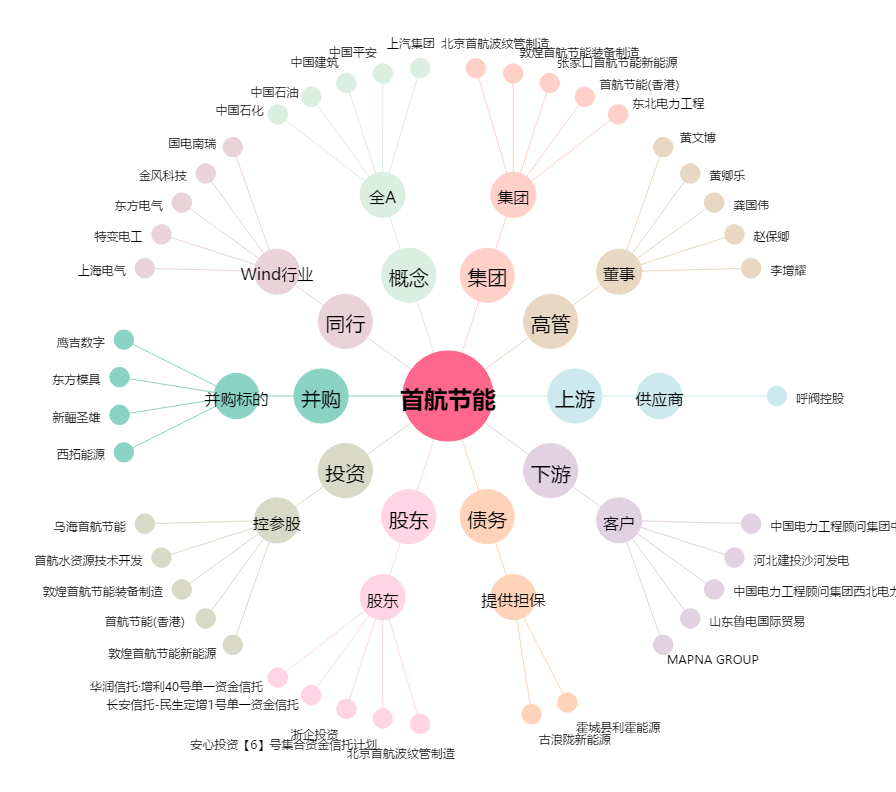 上汽集团
北京首航波纹管制造
中国平安
敦煌首航节能装备制造
中国建筑
张家口首航节能新能源
中国石油
首航节能(香港)
中国石化
东北电力工程
国电南瑞
黄文博
金风科技
黄卿乐
全A
集团
东方电气
龚国伟
特变电工
赵保卿
上海电气
Wind行业
概念
集团
董事
李增耀
同行
高管
鹰吉数字
东方模具
并购标的
并购
首航节能
上游
供应商
呼阀控股
新疆圣雄
西拓能源
投资
下游
乌海首航节能
控参股
股东
债务
客户
中国电力工程顾问集团中
首航水资源技术开发
河北建投沙河发电
敦煌首航节能装备制造
中国电力工程顾问集团西北电力
首航节能(香港)
股东
提供担保
山东鲁电国际贸易
敦煌首航节能新能源
MAPNA GROUP
华润信托·增利40号单一资金信托
长安信托-民生定增1号单一资金信托
浙企投资
霍城县利霍能源
安心投资【6】号集合资金信托计划
古浪陇新能源
北京首航波纹管制造